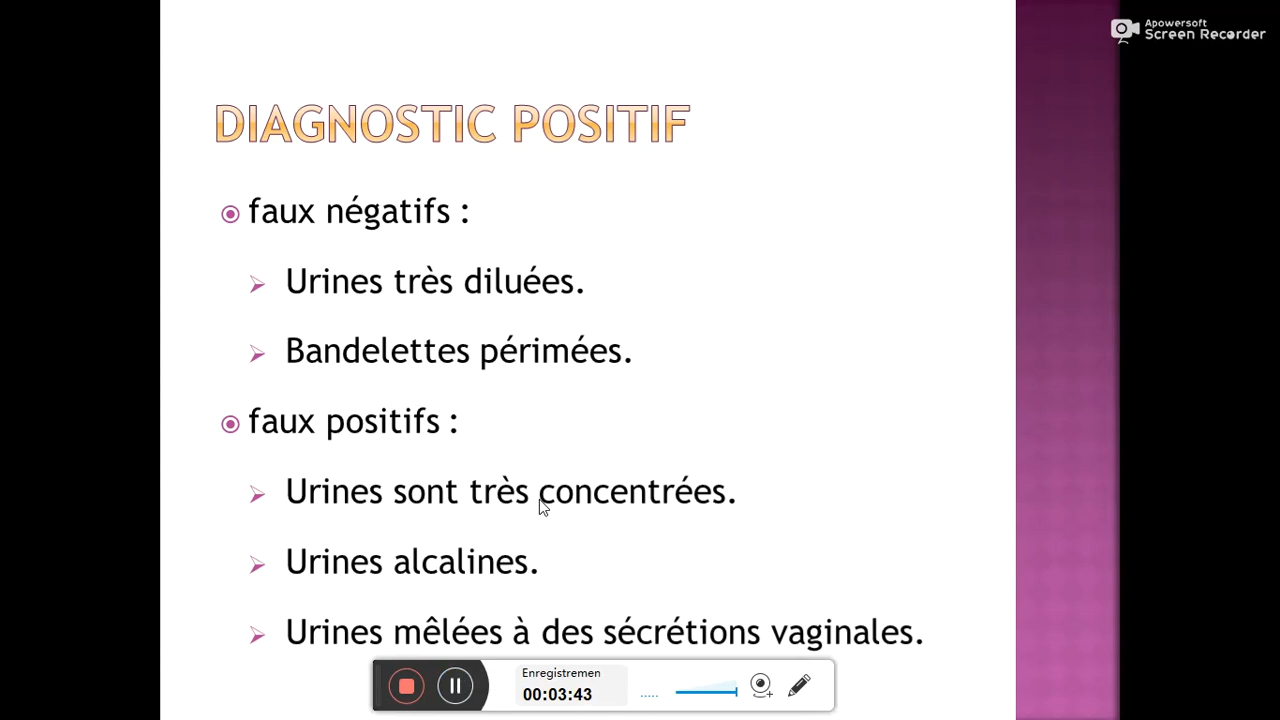 Apowersoft
Screen Recorder
DIAGNOSTIC POSITIF
faux négatifs :
Urines très diluées.
Bandelettes périmées.
faux positifs :
Urines sont très concentrées.
Urines alcalines.
Urines mêlées à des sécrétions vaginales.
Enregistremen
00:03:43